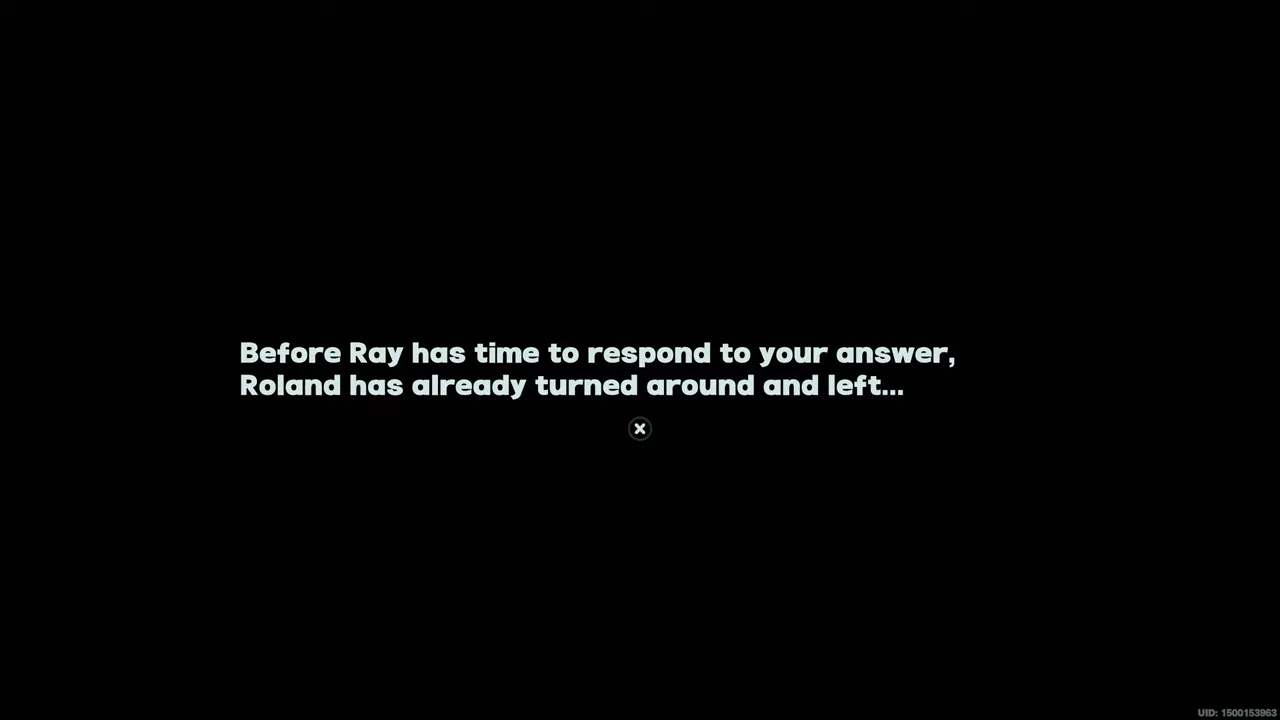 Before Ray has time to respond to your answer,
Roland has already turned around and left...
UID: 1500153963